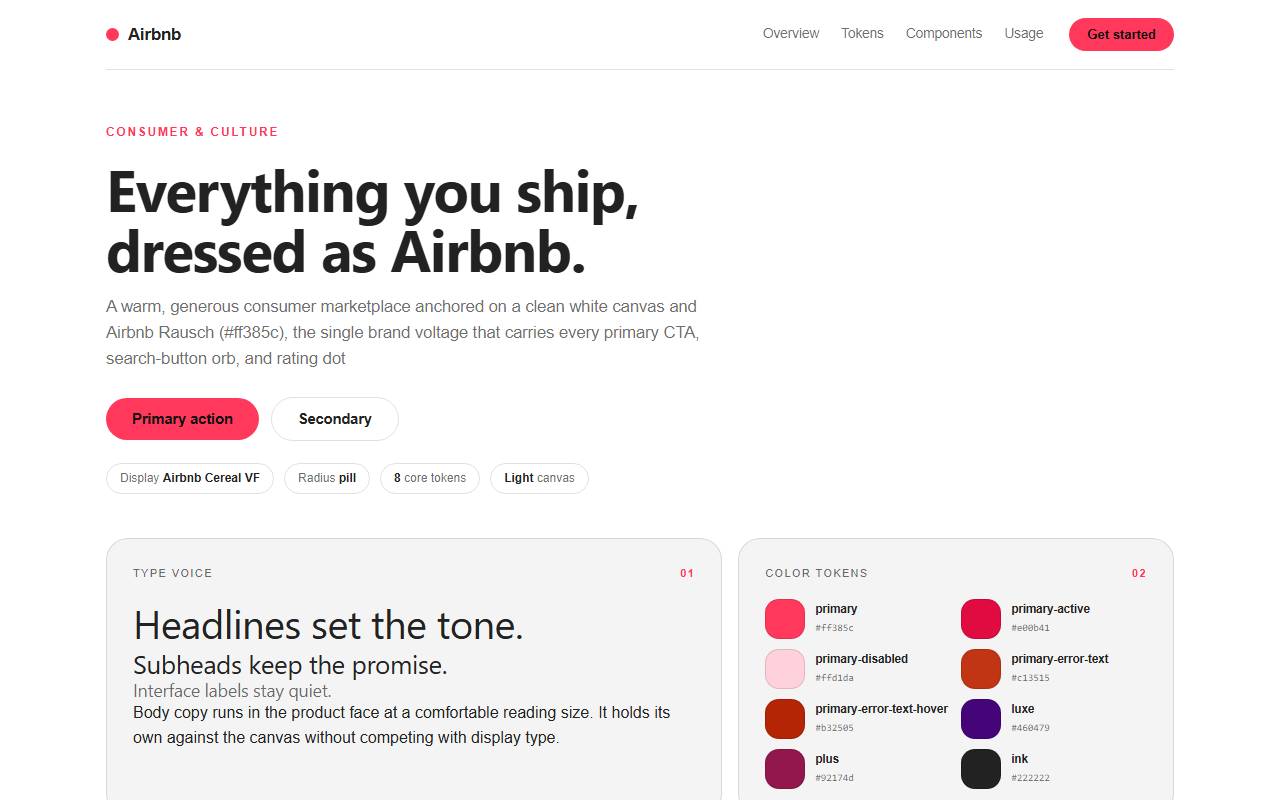 Airbnb
Overview Tokens Components Usage Get started
CONSUMER & CULTURE
Everything you ship,
dressed as Airbnb.
A warm, generous consumer marketplace anchored on a clean white canvas and
Airbnb Rausch (#ff385c), the single brand voltage that carries every primary CTA,
search-button orb, and rating dot
Primary action Secondary
Display Airbnb Cereal VF Radius pill 8 core tokens Light canvas
TYPE VOICE 01
Headlines set the tone.
Subheads keep the promise.
Interface labels stay quiet.
Body copy runs in the product face at a comfortable reading size. It holds its
own against the canvas without competing with display type.
COLOR TOKENS 02
primary primary-active
#ff385c #e00b41
primary-disabled primary-error-text
#ffd1da #c13515
primary-error-text-hover luxe
#b32505 #460479
plus ink
#92174d #222222